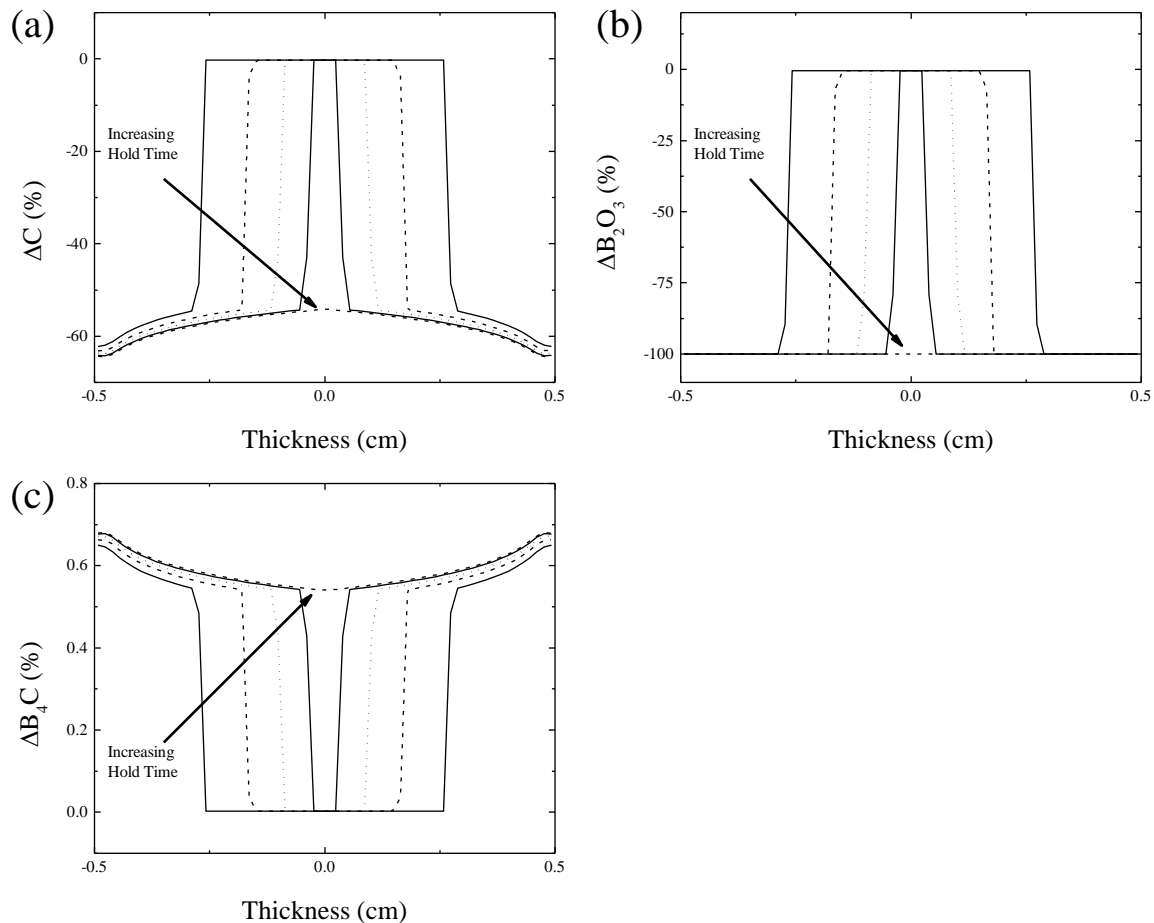 (a)
0
-20
-40
-60
ΔC (%)
Increasing
Hold Time
-0.5
0.0
0.5
Thickness (cm)
(b)
0
-25
-50
-75
-100
ΔB₂O₃ (%)
Increasing
Hold Time
-0.5
0.0
0.5
Thickness (cm)
(c)
0.8
0.6
0.4
0.2
0.0
ΔB₄C (%)
Increasing
Hold Time
-0.5
0.0
0.5
Thickness (cm)